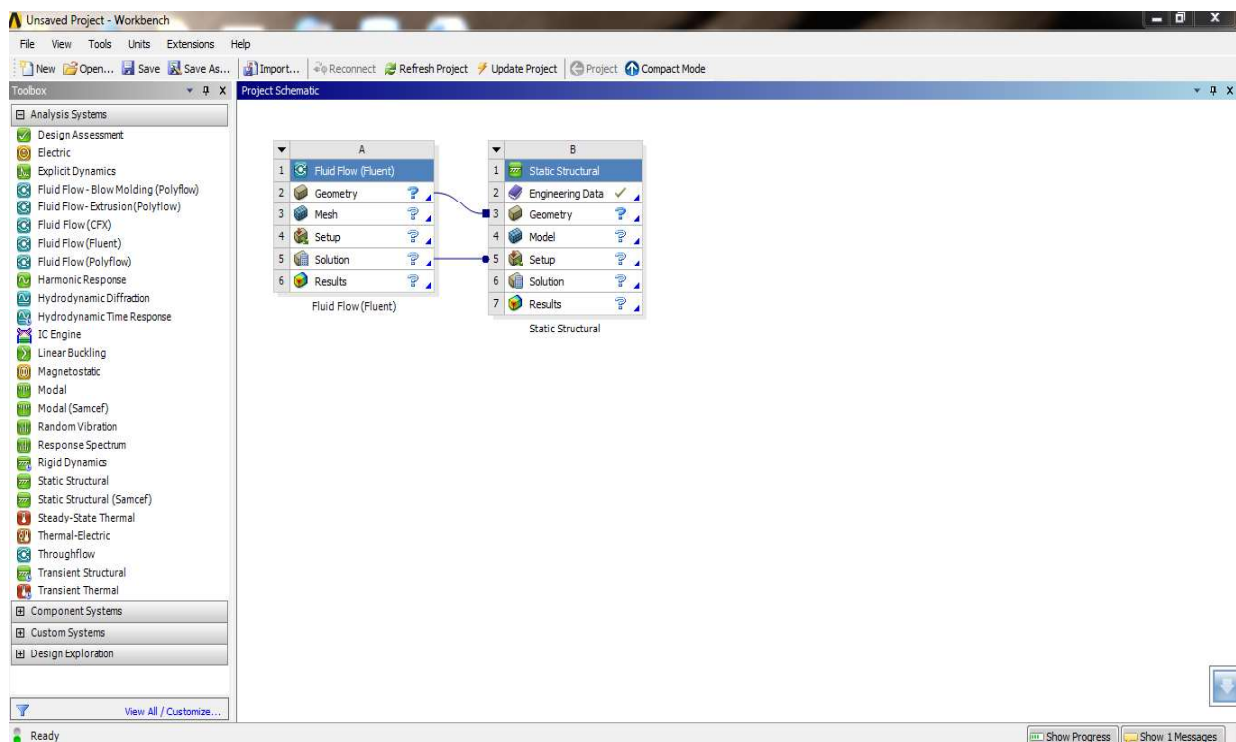 Unsaved Project - Workbench
File View Tools Units Extensions Help
New Open... Save Save As... Import... Reconnect Refresh Project Update Project Project Compact Mode
Toolbox
Analysis Systems
Design Assessment
Electric
Explicit Dynamics
Fluid Flow - Blow Molding (Polyflow)
Fluid Flow - Extrusion (Polyflow)
Fluid Flow (CFX)
Fluid Flow (Fluent)
Fluid Flow (Polyflow)
Harmonic Response
Hydrodynamic Diffraction
Hydrodynamic Time Response
IC Engine
Linear Buckling
Magnetostatic
Modal
Modal (Samcef)
Random Vibration
Response Spectrum
Rigid Dynamics
Static Structural
Static Structural (Samcef)
Steady-State Thermal
Thermal-Electric
Throughflow
Transient Structural
Transient Thermal
Component Systems
Custom Systems
Design Exploration
View All / Customize...
Project Schematic
A
1 Fluid Flow (Fluent)
2 Geometry ?
3 Mesh ?
4 Setup ?
5 Solution ?
6 Results ?
Fluid Flow (Fluent)
B
1 Static Structural
2 Engineering Data ✓
3 Geometry ?
4 Model ?
5 Setup ?
6 Solution ?
7 Results ?
Static Structural
Ready
Show Progress Show 1 Messages